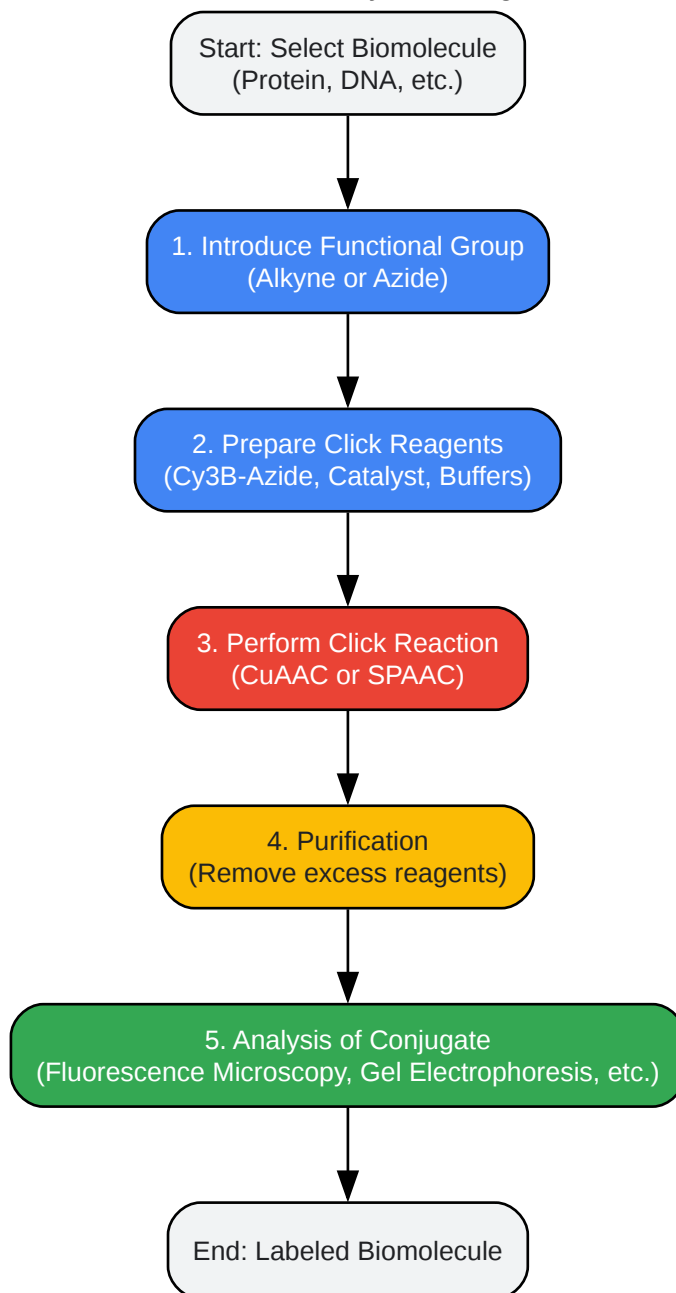 Start: Select Biomolecule
(Protein, DNA, etc.)
1. Introduce Functional Group
(Alkyne or Azide)
2. Prepare Click Reagents
(Cy3B-Azide, Catalyst, Buffers)
3. Perform Click Reaction
(CuAAC or SPAAC)
4. Purification
(Remove excess reagents)
5. Analysis of Conjugate
(Fluorescence Microscopy, Gel Electrophoresis, etc.)
End: Labeled Biomolecule